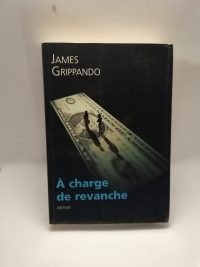 JAMES
GRIPPANDO
À charge
de revanche
roman